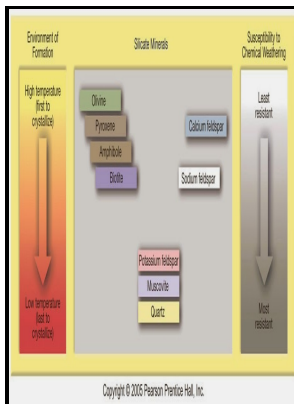 Environment of
Formation
Silicate Minerals
Susceptibility to
Chemical Weathering
High temperature
(first to
crystallize)
Olivine
Pyroxene
Amphibole
Biotite
Calcium feldspar
Sodium feldspar
Least
resistant
Potassium feldspar
Muscovite
Quartz
Low temperature
(last to
crystallize)
Most
resistant
Copyright © 2005 Pearson Prentice Hall, Inc.